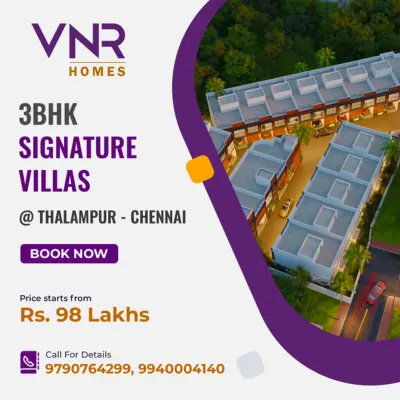 VNR
HOMES
3BHK
SIGNATURE
VILLAS
@ THALAMPUR - CHENNAI
BOOK NOW
Price starts from
Rs. 98 Lakhs
Call For Details
9790764299, 9940004140